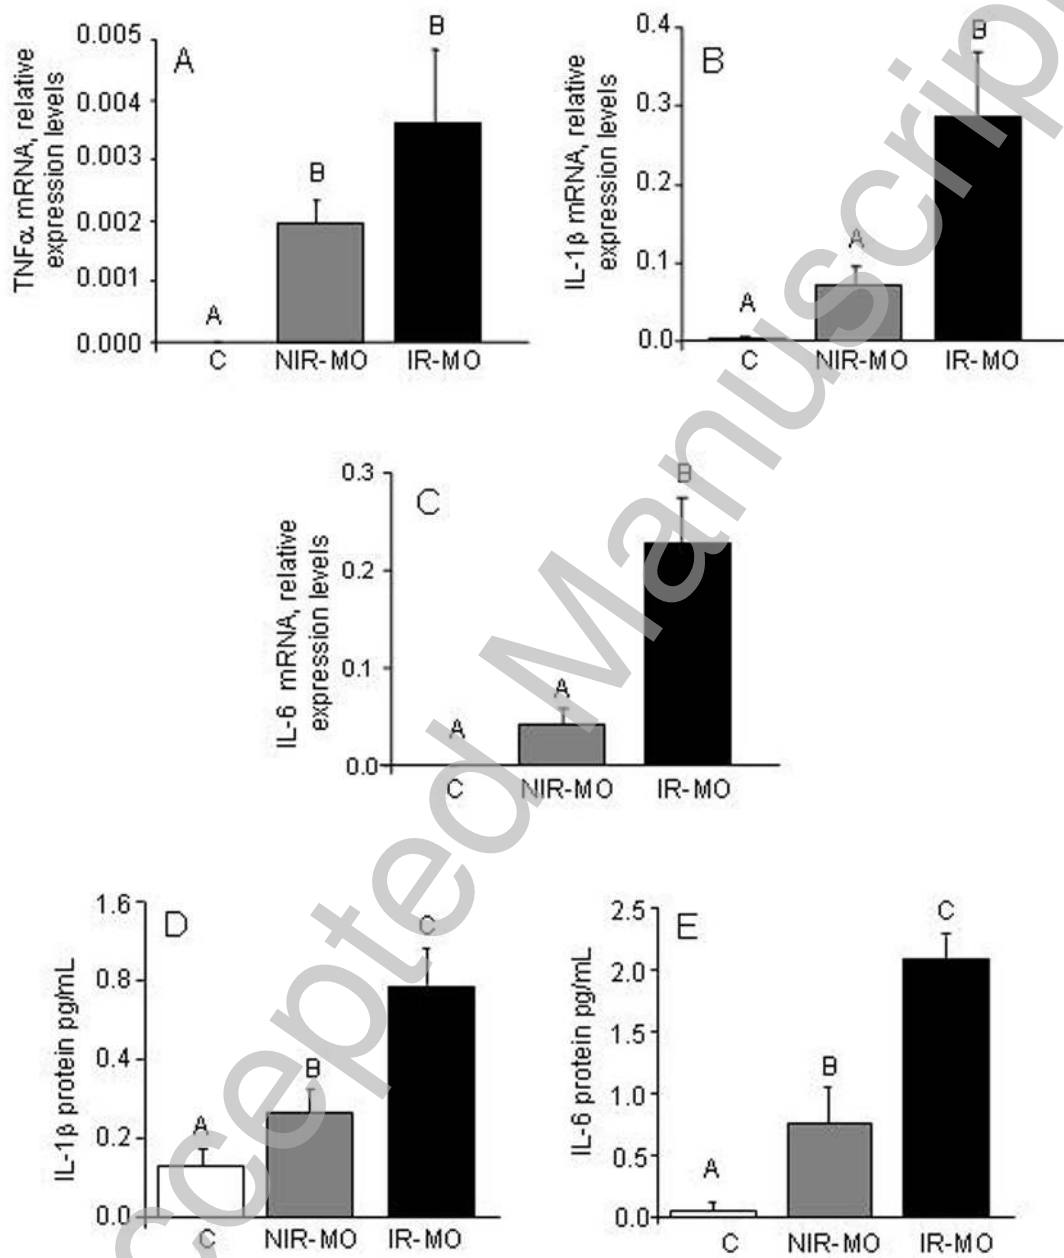 TNFα mRNA, relative
expression levels
0.005
0.004
0.003
0.002
0.001
0.000
A
A
B
B
C
NIR-MO
IR-MO
IL-1β mRNA, relative
expression levels
0.4
0.3
0.2
0.1
0.0
B
A
A
B
C
NIR-MO
IR-MO
IL-6 mRNA, relative
expression levels
0.3
0.2
0.1
0.0
C
A
A
B
C
NIR-MO
IR-MO
IL-1β protein pg/mL
1.6
0.8
0.4
0.2
0.0
D
A
B
C
C
NIR-MO
IR-MO
IL-6 protein pg/mL
2.5
2.0
1.5
1.0
0.5
0.0
E
A
B
C
C
NIR-MO
IR-MO
ccepted Manuscrip